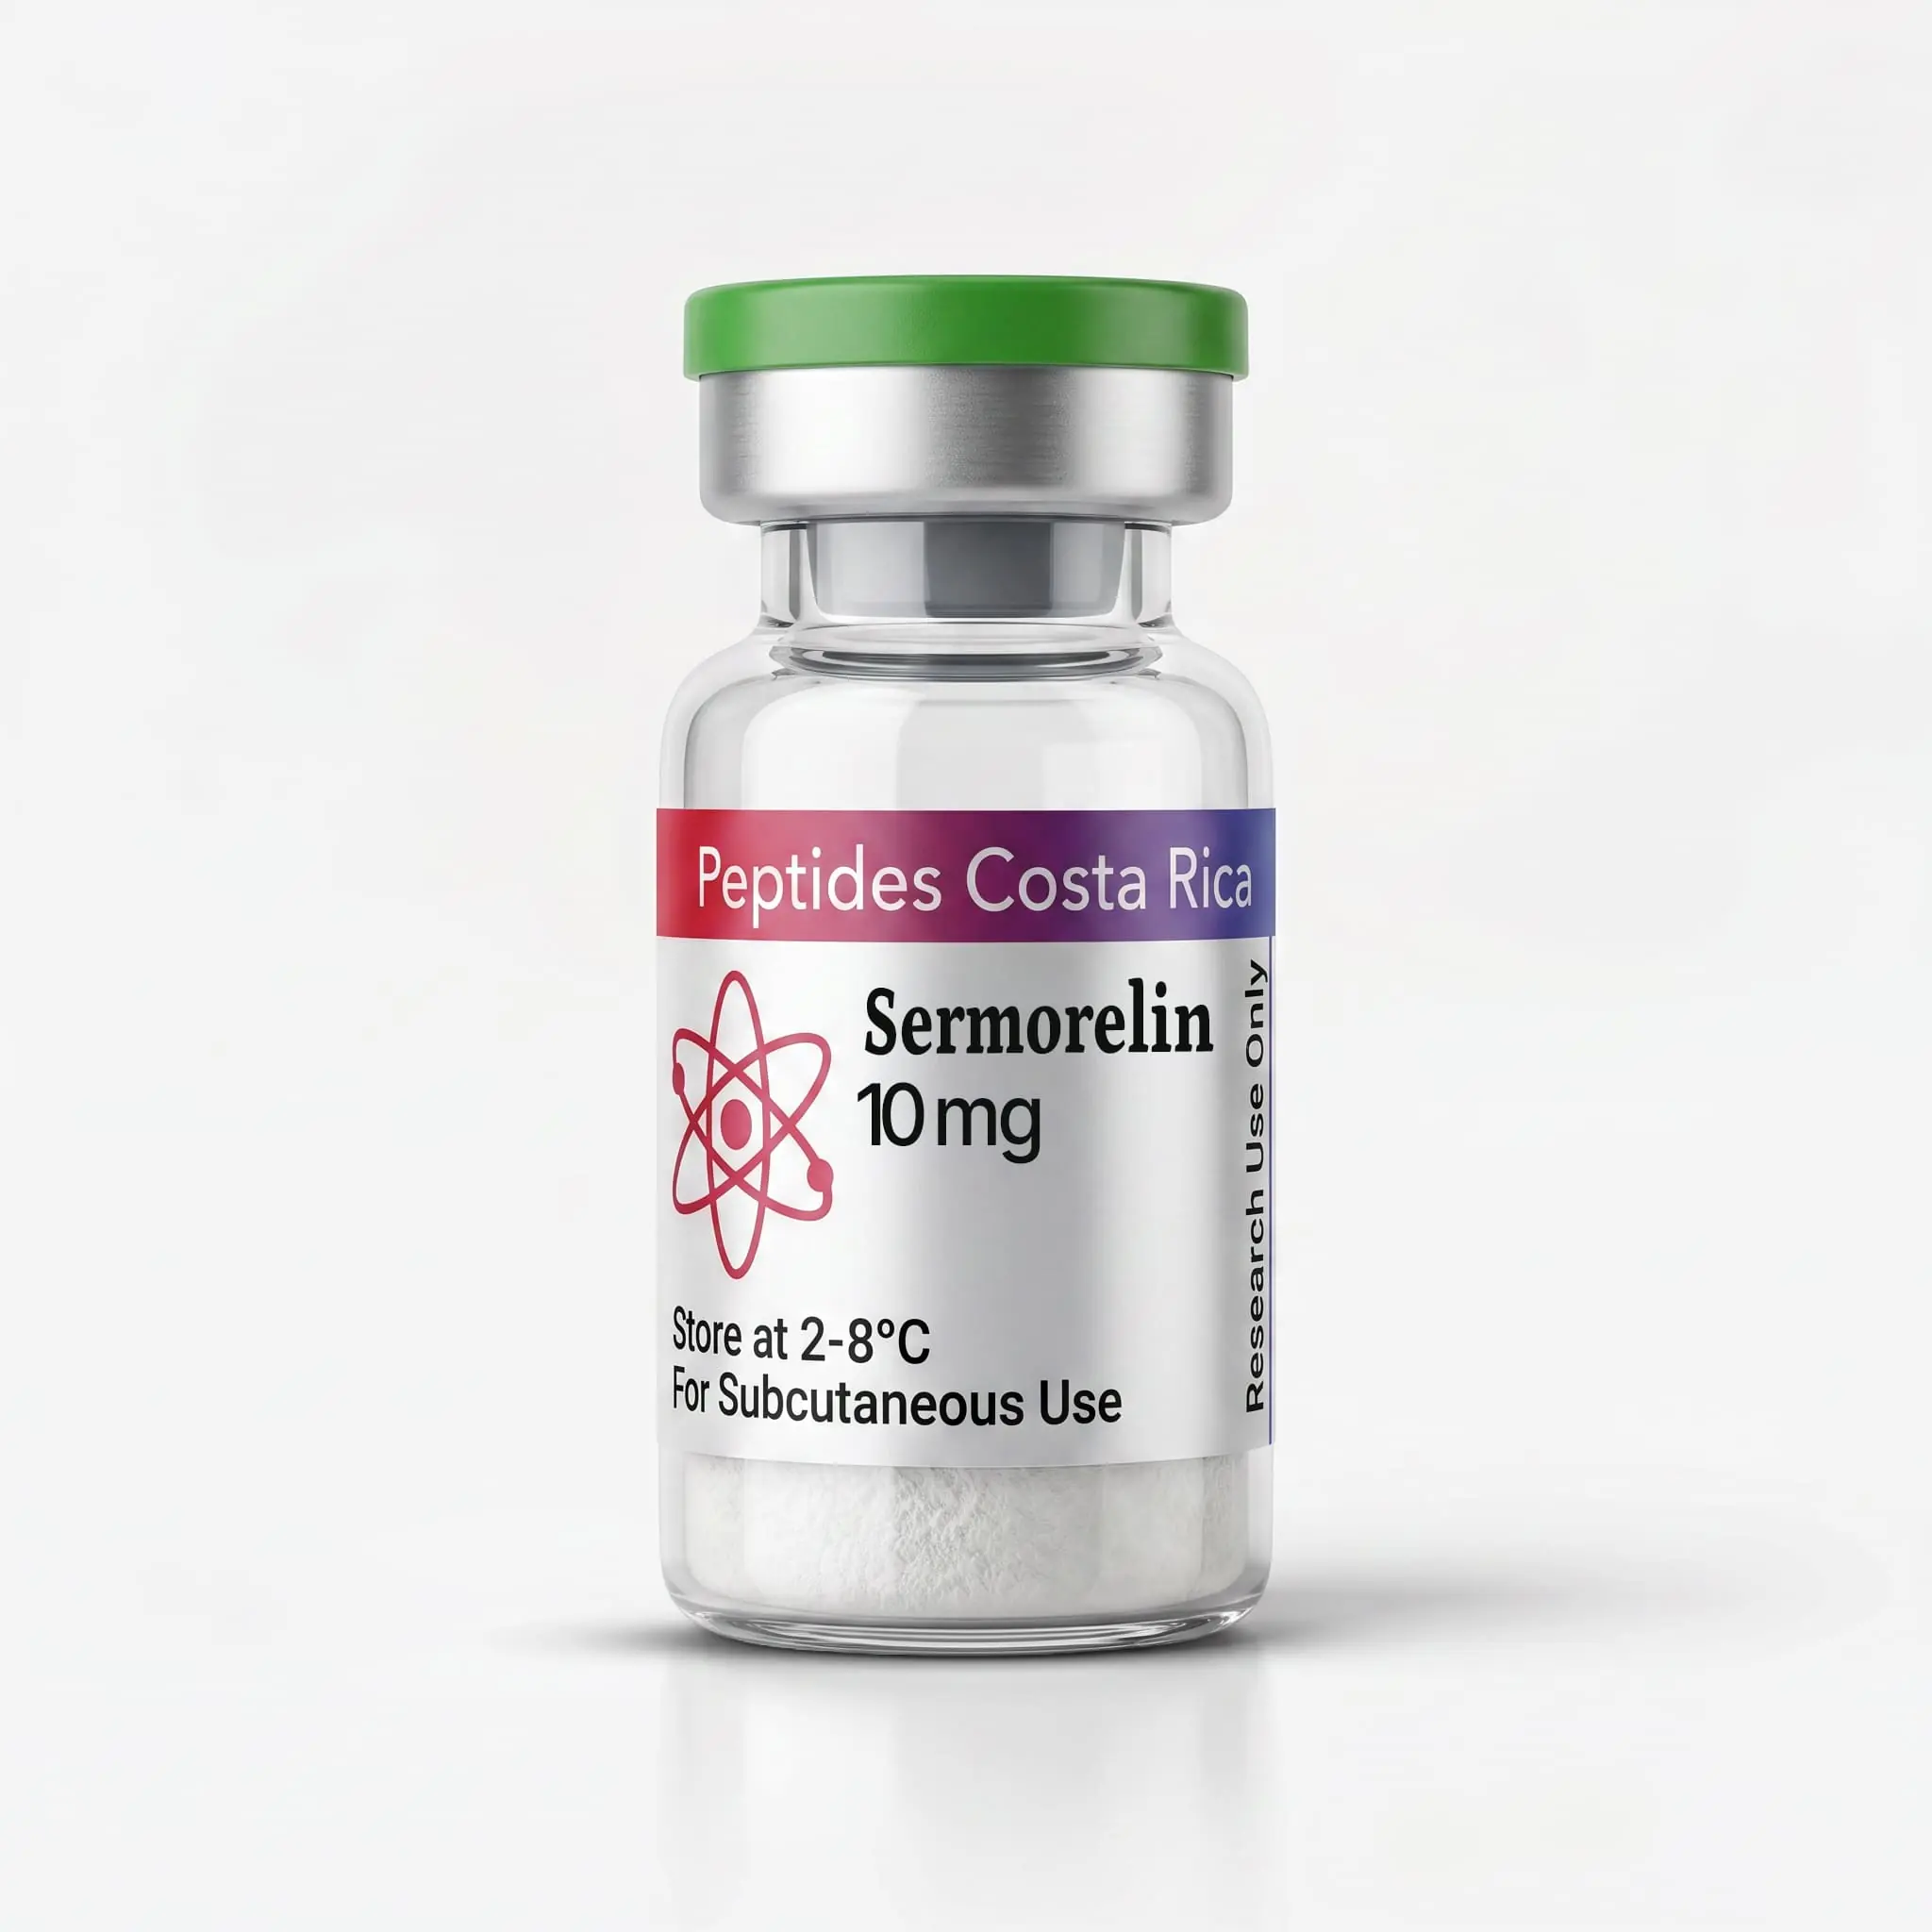 Peptides Costa Rica
Sermorelin
10mg
Store at 2-8°C
For Subcutaneous Use
Research Use Only